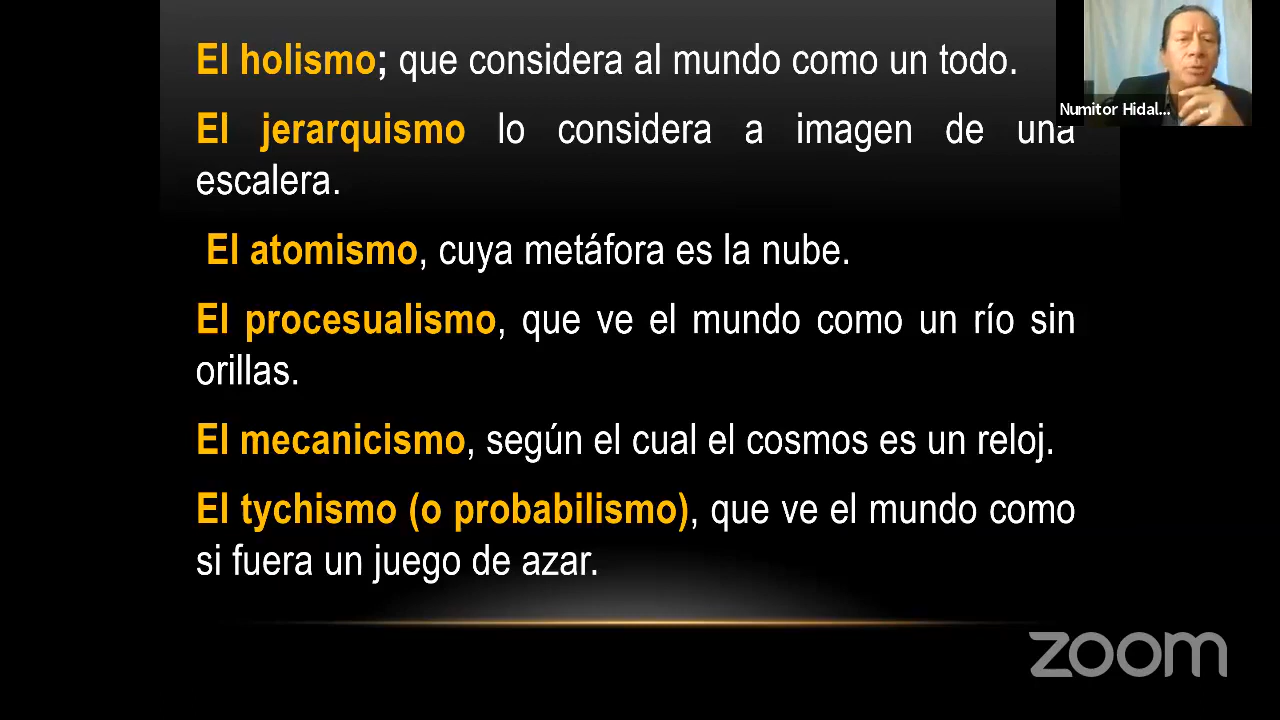 El holismo; que considera al mundo como un todo.
El jerarquismo lo considera a imagen de una
escalera.
El atomismo, cuya metáfora es la nube.
El procesualismo, que ve el mundo como un río sin
orillas.
El mecanicismo, según el cual el cosmos es un reloj.
El tychismo (o probabilismo), que ve el mundo como
si fuera un juego de azar.
Numitor Hidal...
zoom